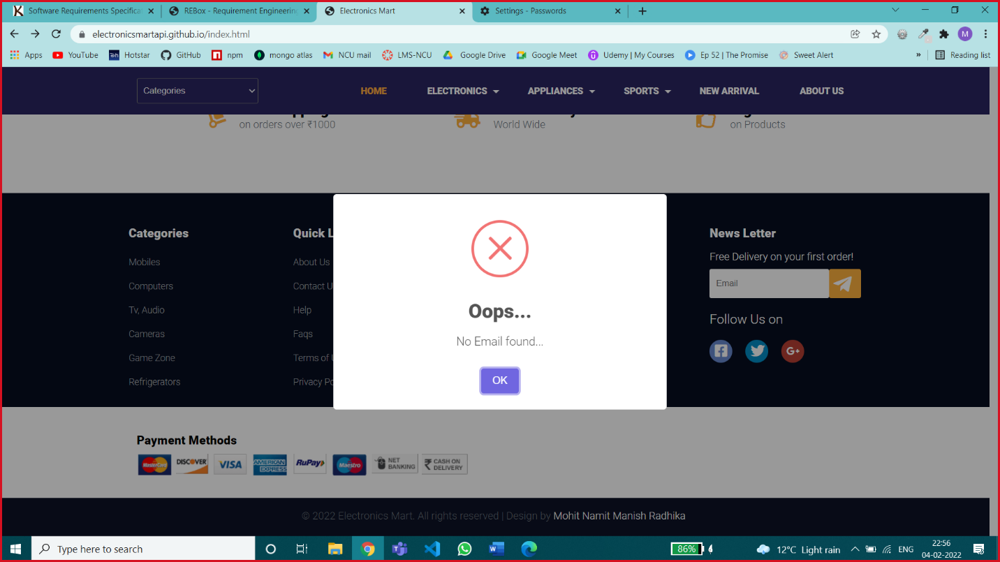 Software Requirements Specificat
REBox - Requirement Engineering
Electronics Mart
Settings - Passwords
electronicsmartapi.github.io/index.html
M
Apps
YouTube
Hotstar
GitHub
npm
mongo atlas
NCU mail
LMS-NCU
Google Drive
Google Meet
Udemy | My Courses
Ep 52 | The Promise
Sweet Alert
»
Reading list
Categories
HOME
ELECTRONICS
APPLIANCES
SPORTS
NEW ARRIVAL
ABOUT US
on orders over ₹1000
World Wide
on Products
Categories
Mobiles
Computers
Tv, Audio
Cameras
Game Zone
Refrigerators
Quick L
About Us
Contact U
Help
Faqs
Terms of U
Privacy Po
Oops...
No Email found...
OK
News Letter
Free Delivery on your first order!
Email
Follow Us on
G+
Payment Methods
MasterCard
DISCOVER
VISA
AMERICAN EXPRESS
RuPay
Maestro
NET BANKING
₹ CASH ON DELIVERY
© 2022 Electronics Mart. All rights reserved | Design by Mohit Namit Manish Radhika
Type here to search
86%
12°C Light rain
ENG
22:56
04-02-2022